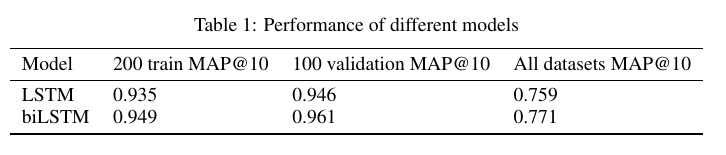 Table 1: Performance of different models
Model 200 train MAP@10 100 validation MAP@10 All datasets MAP@10
LSTM 0.935 0.946 0.759
biLSTM 0.949 0.961 0.771